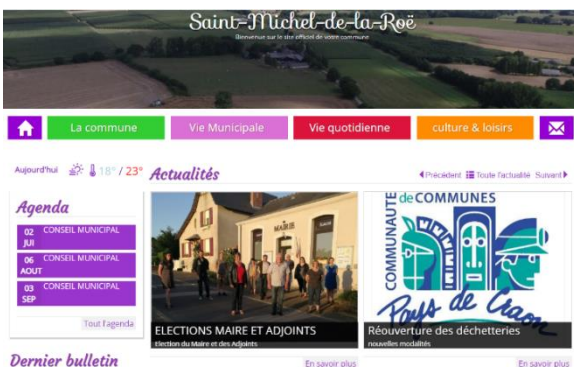 Saint-Michel-de-la-Roë
Bienvenue sur le site officiel de votre commune
La commune
Vie Municipale
Vie quotidienne
culture & loisirs
Aujourd'hui 18° / 23°
Actualités
Précédent Toute l'actualité Suivant
Agenda
02 JUI CONSEIL MUNICIPAL
06 AOUT CONSEIL MUNICIPAL
03 SEP CONSEIL MUNICIPAL
Tout l'agenda
MAIRIE
ELECTIONS MAIRE ET ADJOINTS
Election du Maire et des Adjoints
En savoir plus
COMMUNAUTÉ de COMMUNES
Pays de Craon
Réouverture des déchetteries
nouvelles modalités
En savoir plus
Dernier bulletin